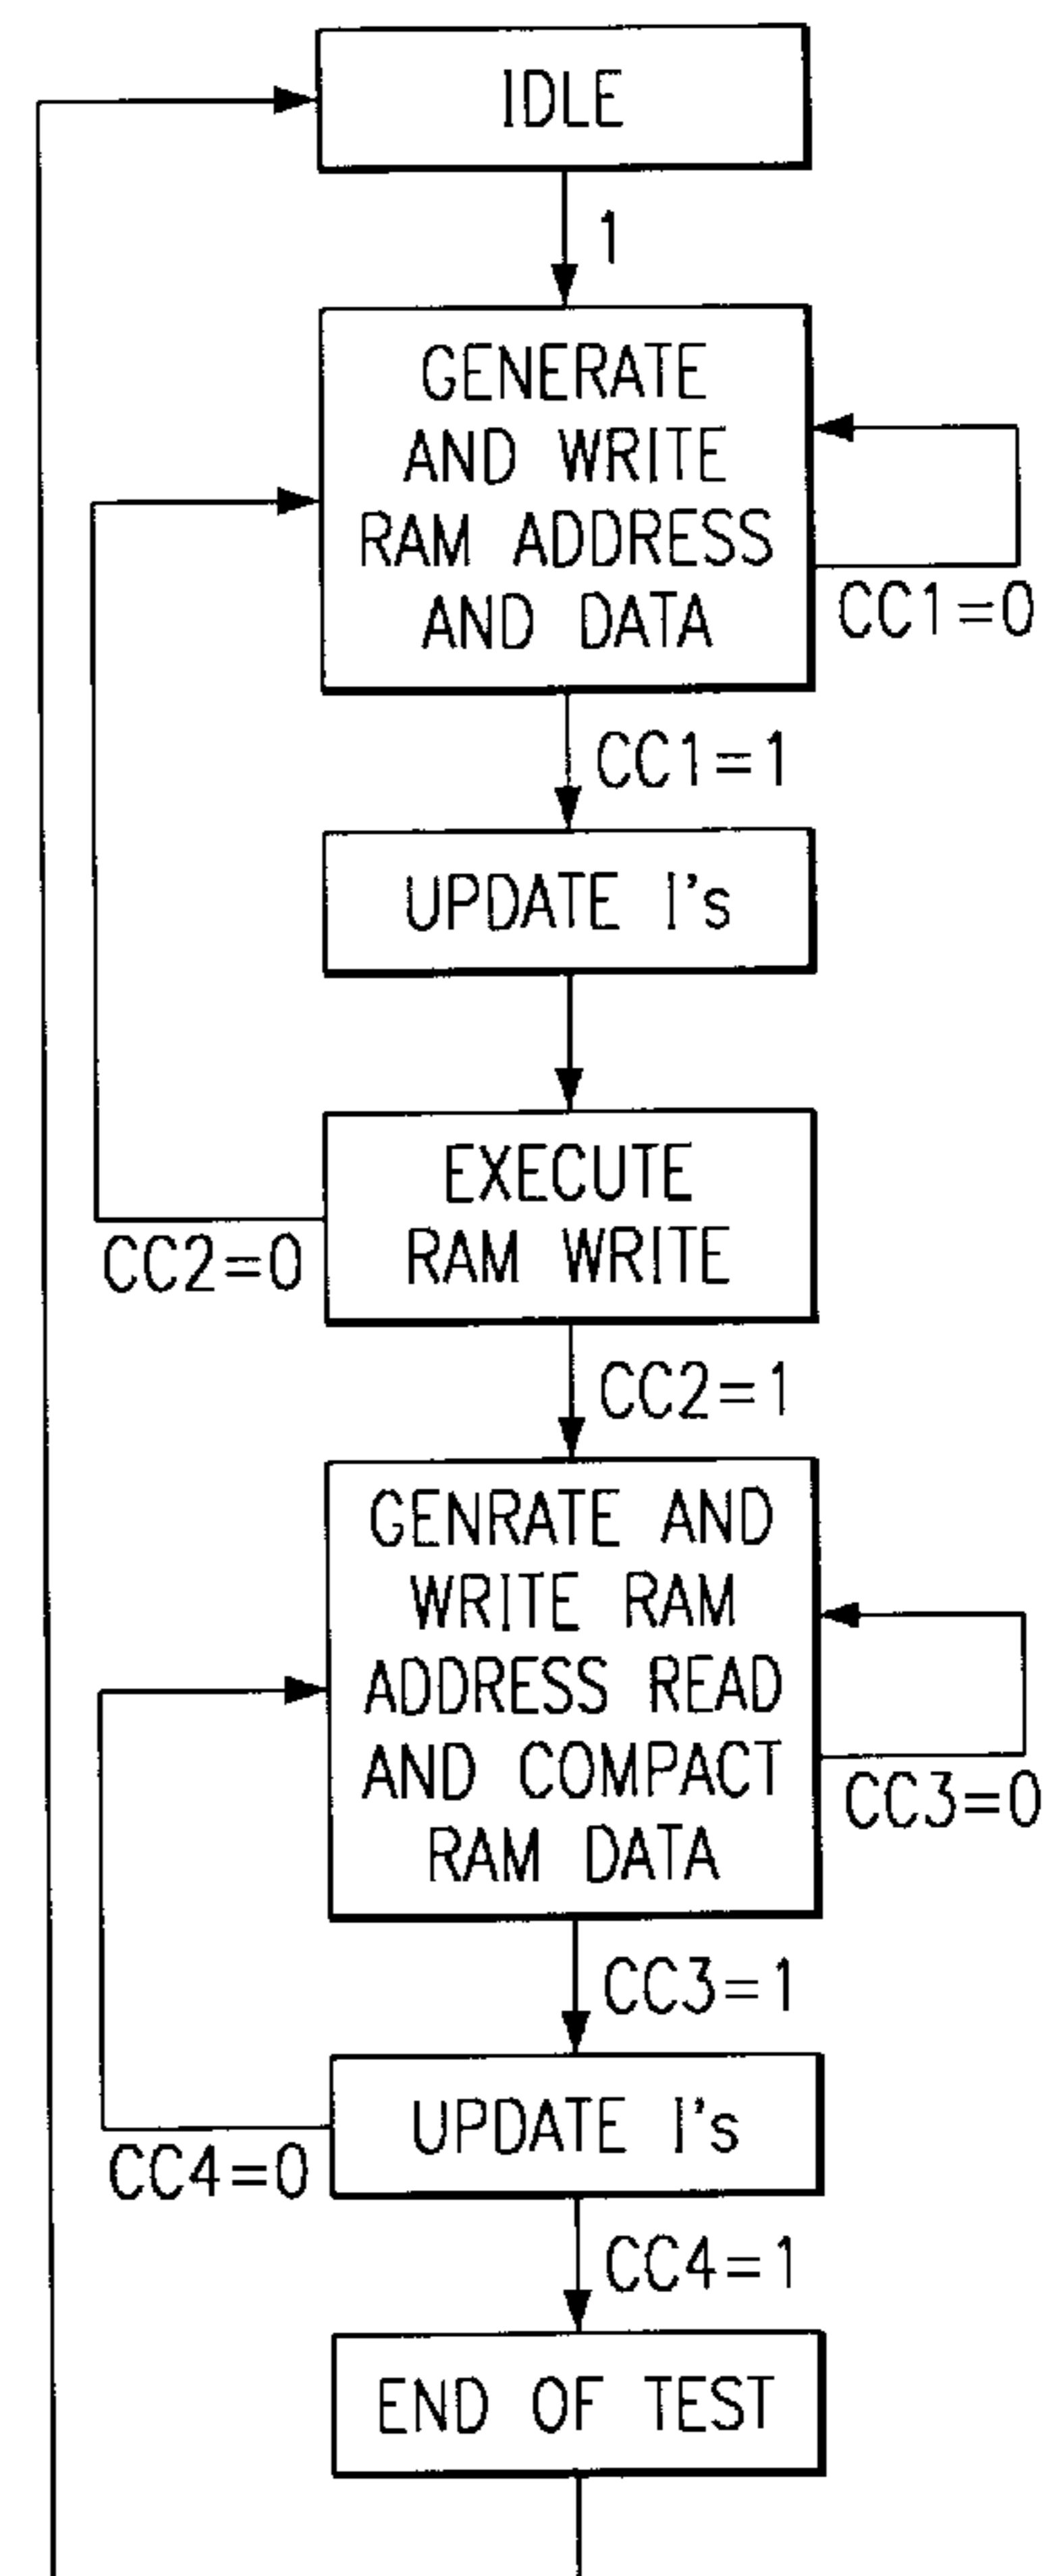 IDLE
1
GENERATE
AND WRITE
RAM ADDRESS
AND DATA
CC1=0
CC1=1
UPDATE I's
EXECUTE
RAM WRITE
CC2=0
CC2=1
GENRATE AND
WRITE RAM
ADDRESS READ
AND COMPACT
RAM DATA
CC3=0
CC3=1
UPDATE I's
CC4=0
CC4=1
END OF TEST